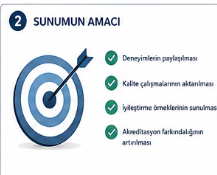 2 SUNUMUN AMACI
Deneyimlerin paylaşılması
Kalite çalışmalarının aktarılması
İyileştirme örneklerinin sunulması
Akreditasyon farkındalığının
artırılması